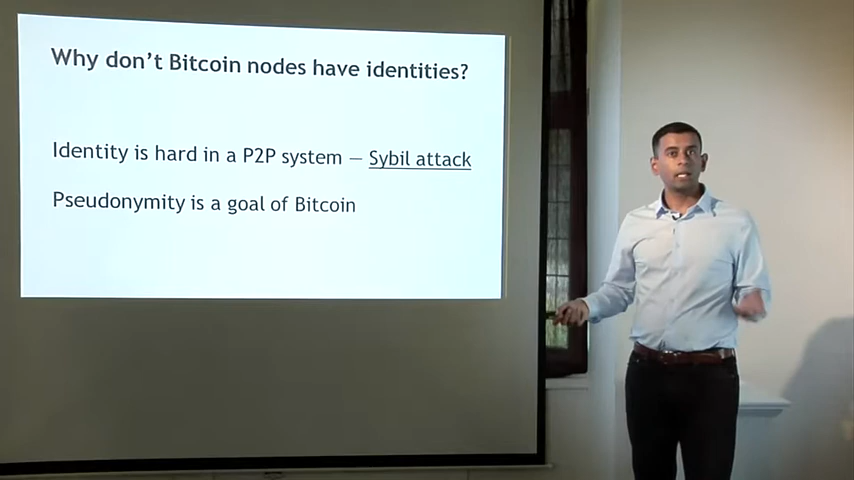 Why don't Bitcoin nodes have identities?
Identity is hard in a P2P system — Sybil attack
Pseudonymity is a goal of Bitcoin